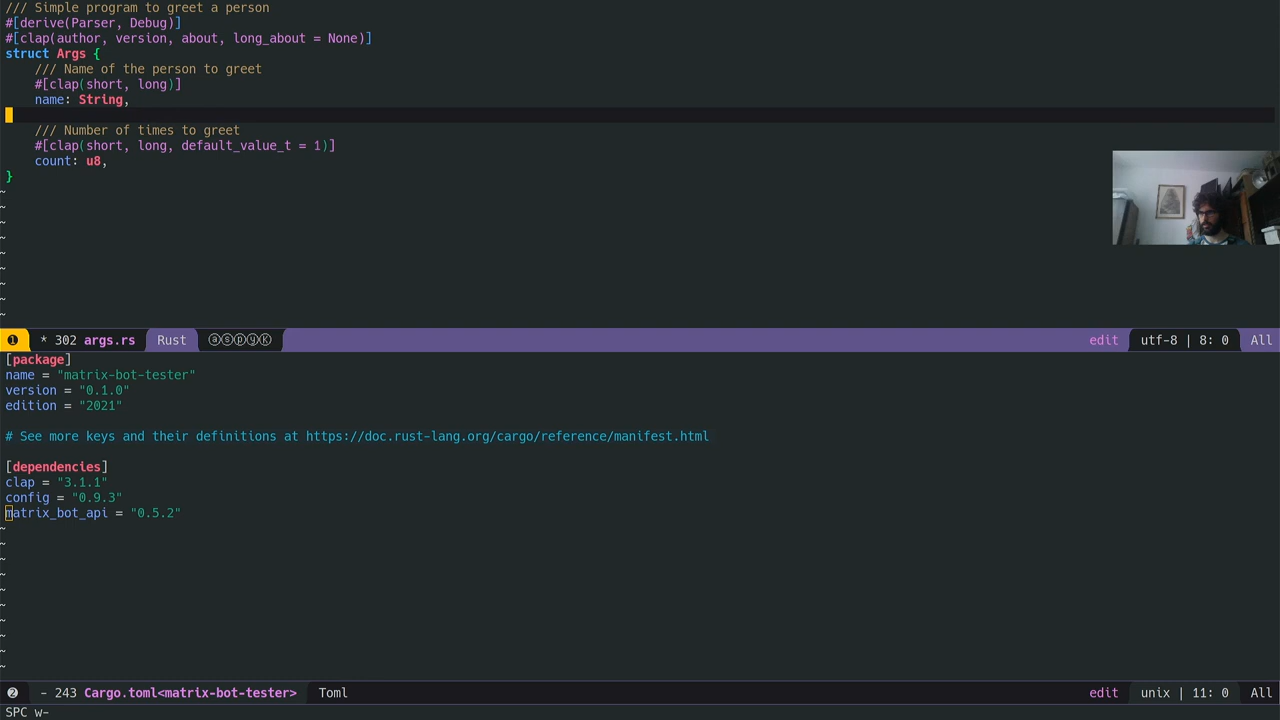 /// Simple program to greet a person
#[derive(Parser, Debug)]
#[clap(author, version, about, long_about = None)]
struct Args {
    /// Name of the person to greet
    #[clap(short, long)]
    name: String,
    /// Number of times to greet
    #[clap(short, long, default_value_t = 1)]
    count: u8,
}
~
~
~
~
~
~
~
~
~
❶ * 302 args.rs Rust ⓐⓢⓟⓨⓀ edit utf-8 | 8: 0 All
[package]
name = "matrix-bot-tester"
version = "0.1.0"
edition = "2021"
# See more keys and their definitions at https://doc.rust-lang.org/cargo/reference/manifest.html
[dependencies]
clap = "3.1.1"
config = "0.9.3"
matrix_bot_api = "0.5.2"
~
~
~
~
~
~
~
~
~
~
❷ - 243 Cargo.toml<matrix-bot-tester> Toml edit unix | 11: 0 All
SPC w-